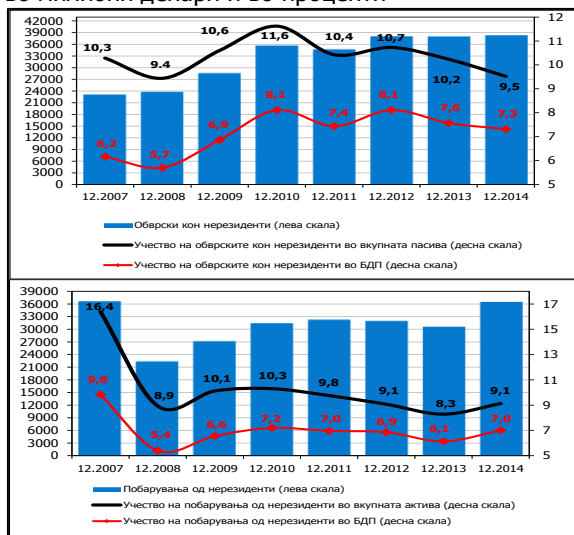 во милиони денари и во проценти
42000 12
39000
36000 11
33000
30000 10
27000 9
24000
21000 8
18000
15000 7
12000
9000 6
6000
3000
0 5
10,3 9.4 10,6 11,6 10,4 10,7 10,2 9,5
6,2 5,7 6,9 8,1 7,4 8,1 7,6 7,3
12.2007 12.2008 12.2009 12.2010 12.2011 12.2012 12.2013 12.2014
Обврски кон нерезиденти (лева скала)
Учество на обврските кон нерезиденти во вкупната пасива (десна скала)
Учество на обврските кон нерезиденти во БДП (десна скала)
39000
36000 17
33000
30000 15
27000
24000 13
21000
18000 11
15000
12000 9
9000
6000 7
3000
0 5
16,4 8,9 10,1 10,3 9,8 9,1 8,3 9,1
9,8 5,4 6,6 7,2 7,0 6,9 6,1 7,0
12.2007 12.2008 12.2009 12.2010 12.2011 12.2012 12.2013 12.2014
Побарувања од нерезиденти (лева скала)
Учество на побарувања од нерезиденти во вкупната актива (десна скала)
Учество на побарувања од нерезиденти во БДП (десна скала)